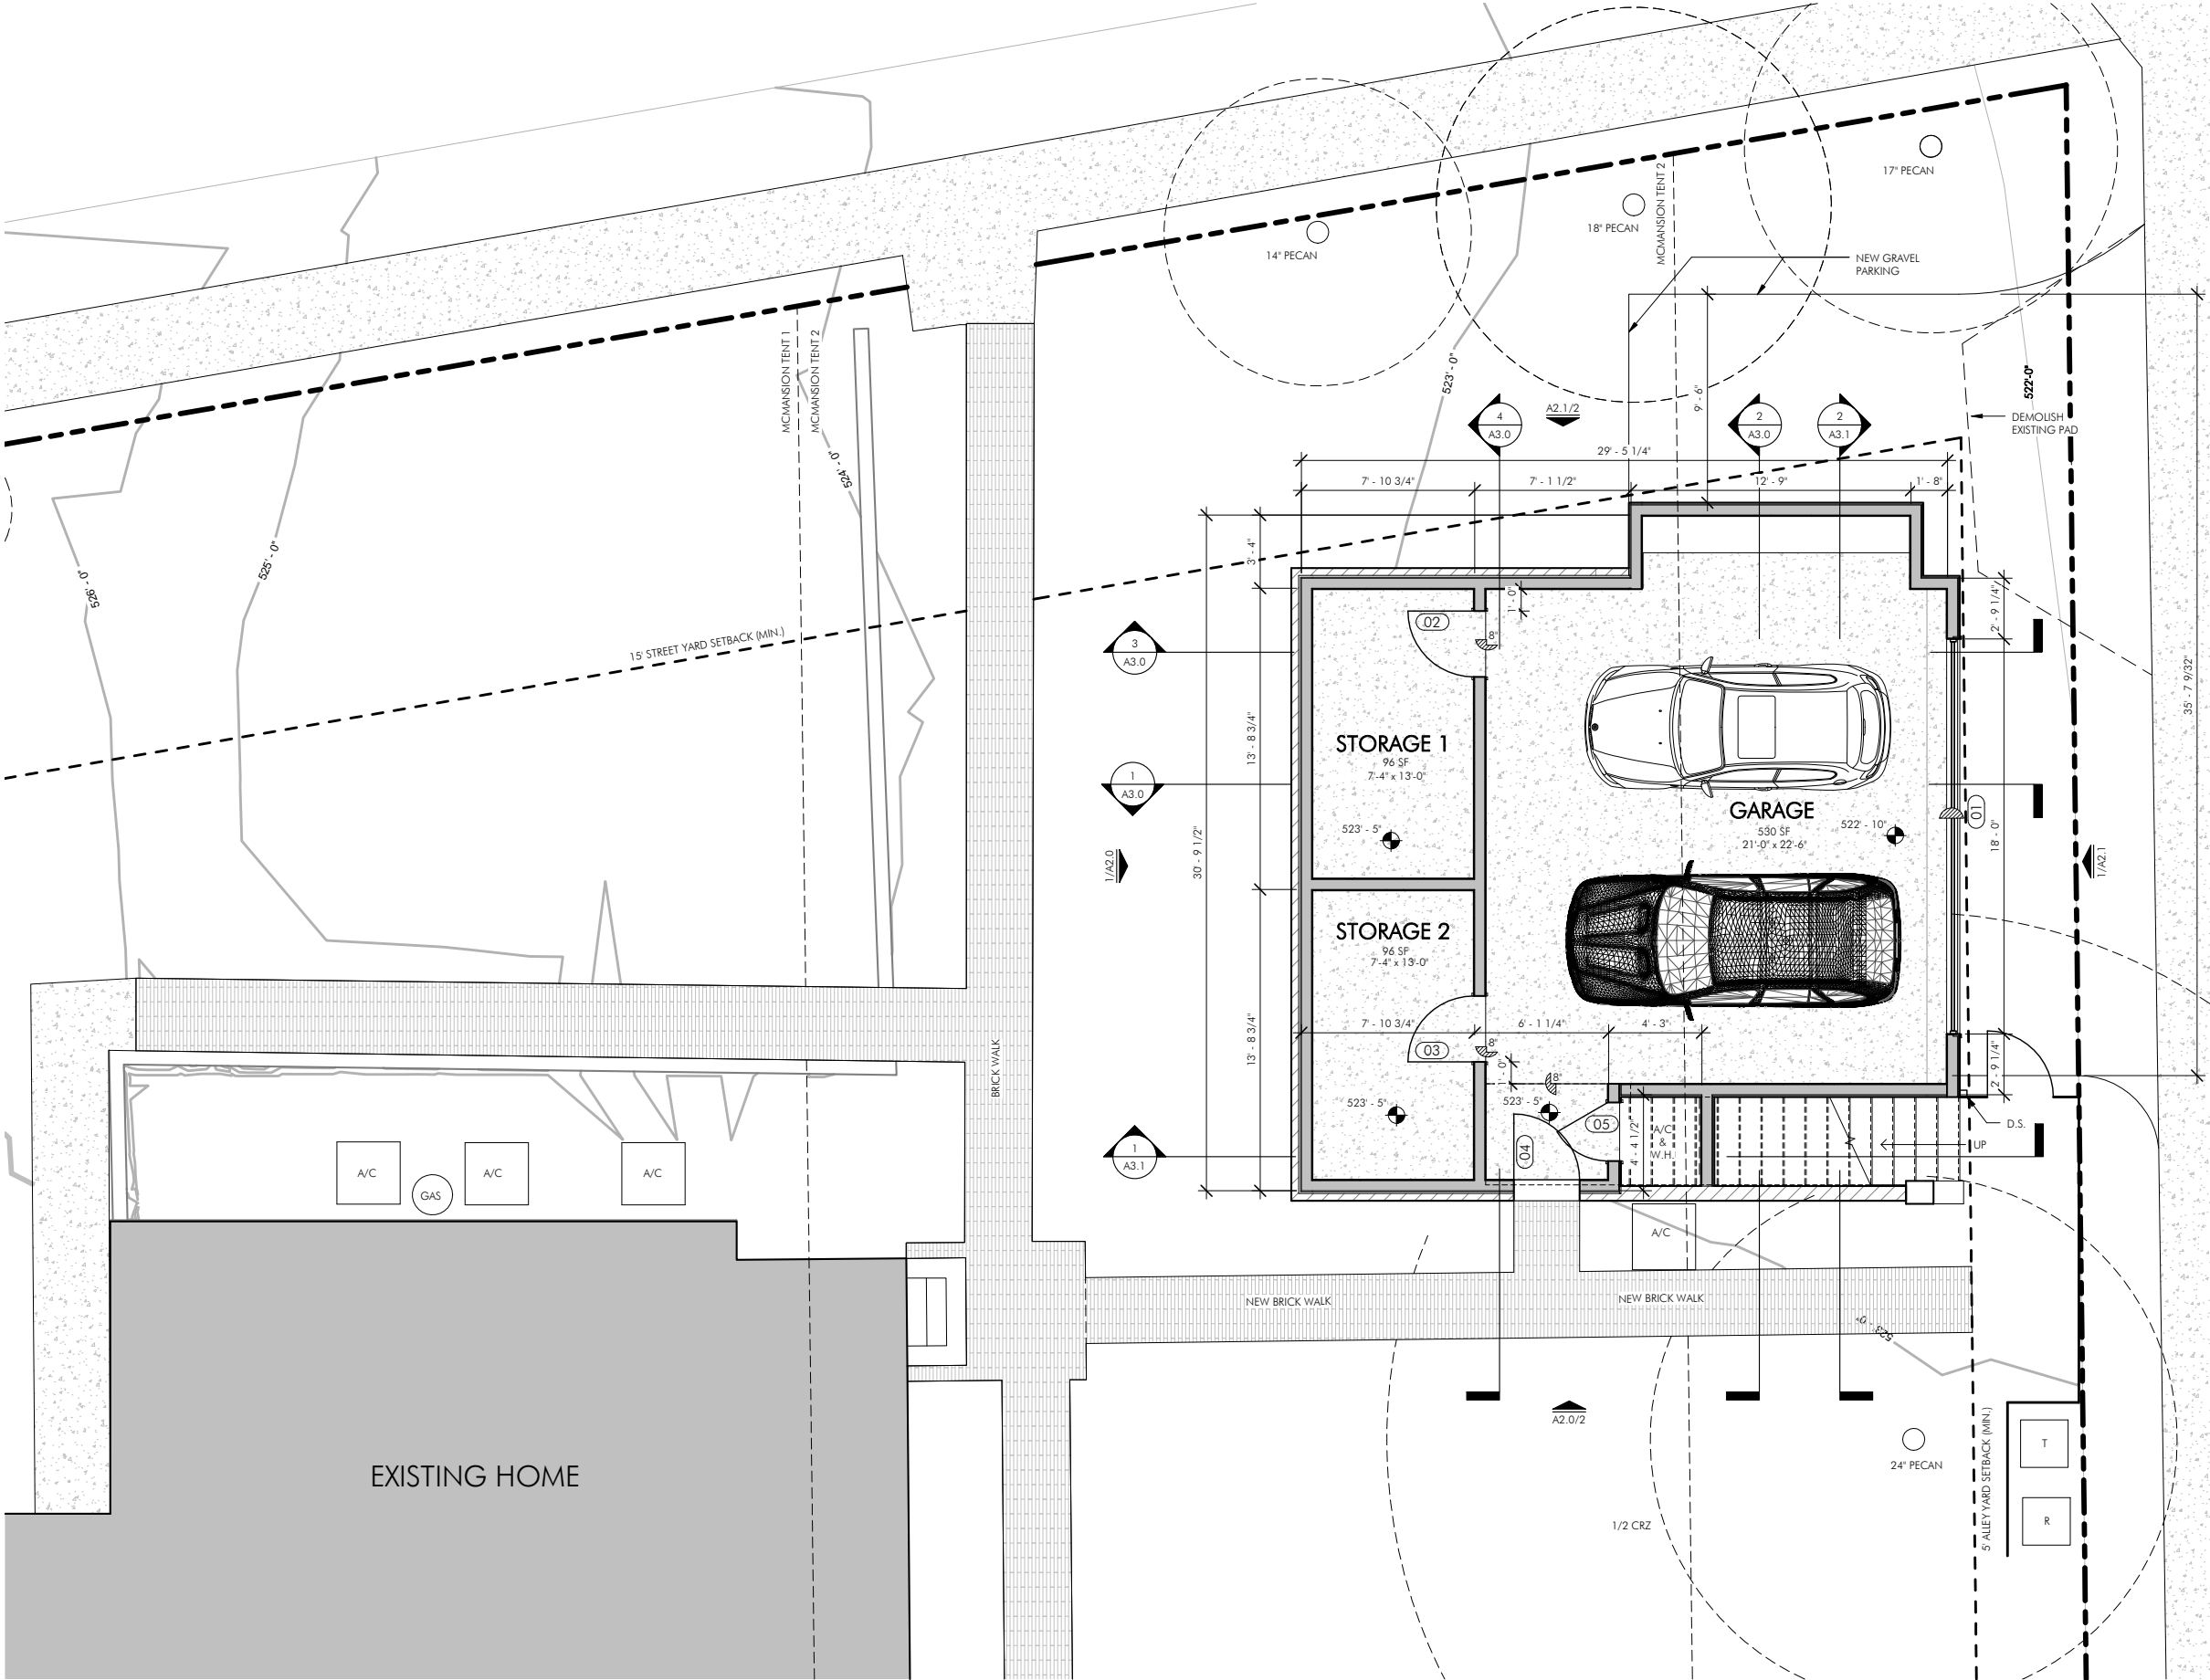 17" PECAN
18" PECAN
14" PECAN
MCMANSION TENT 2
NEW GRAVEL
PARKING
MCMANSION TENT 1
MCMANSION TENT 2
523' - 0"
522'-0"
9' - 6"
DEMOLISH
EXISTING PAD
4
A3.0
A2.1/2
2
A3.0
2
A3.1
29' - 5 1/4"
7' - 10 3/4"
7' - 1 1/2"
12' - 9"
1' - 8"
524' - 0"
525' - 0"
526' - 0"
15' STREET YARD SETBACK (MIN.)
3' - 4"
1' - 0"
2' - 9 1/4"
02
8"
3
A3.0
35' - 7 9/32"
13' - 8 3/4"
STORAGE 1
96 SF
7'-4" x 13'-0"
1
A3.0
GARAGE
530 SF
21'-0" x 22'-6"
522' - 10"
01
18' - 0"
523' - 5"
30' - 9 1/2"
1/A2.0
1/A2.1
STORAGE 2
96 SF
7'-4" x 13'-0"
7' - 10 3/4"
6' - 1 1/4"
4' - 3"
13' - 8 3/4"
03
8"
1' - 0"
8"
2' - 9 1/4"
BRICK WALK
523' - 5"
523' - 5"
05
04
4' - 4 1/2"
A/C
&
W.H.
UP
D.S.
1
A3.1
A/C
A/C
A/C
GAS
A/C
NEW BRICK WALK
NEW BRICK WALK
523' - 0"
A2.0/2
EXISTING HOME
24" PECAN
5' ALLEY YARD SETBACK (MIN.)
T
R
1/2 CRZ